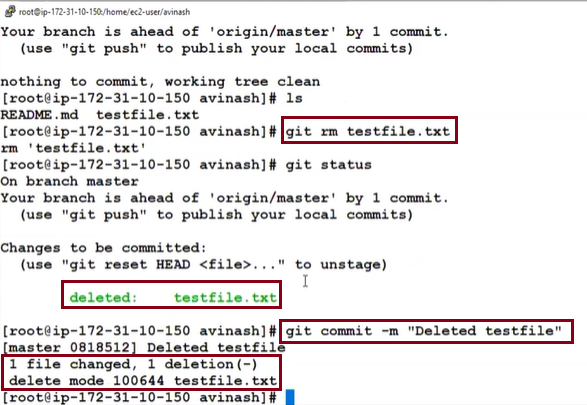 root@ip-172-31-10-150:/home/ec2-user/avinash
Your branch is ahead of 'origin/master' by 1 commit.
  (use "git push" to publish your local commits)

nothing to commit, working tree clean
[root@ip-172-31-10-150 avinash]# ls
README.md  testfile.txt
[root@ip-172-31-10-150 avinash]# git rm testfile.txt
rm 'testfile.txt'
[root@ip-172-31-10-150 avinash]# git status
On branch master
Your branch is ahead of 'origin/master' by 1 commit.
  (use "git push" to publish your local commits)

Changes to be committed:
  (use "git reset HEAD <file>..." to unstage)

        deleted:    testfile.txt

[root@ip-172-31-10-150 avinash]# git commit -m "Deleted testfile"
[master 0818512] Deleted testfile
 1 file changed, 1 deletion(-)
 delete mode 100644 testfile.txt
[root@ip-172-31-10-150 avinash]#